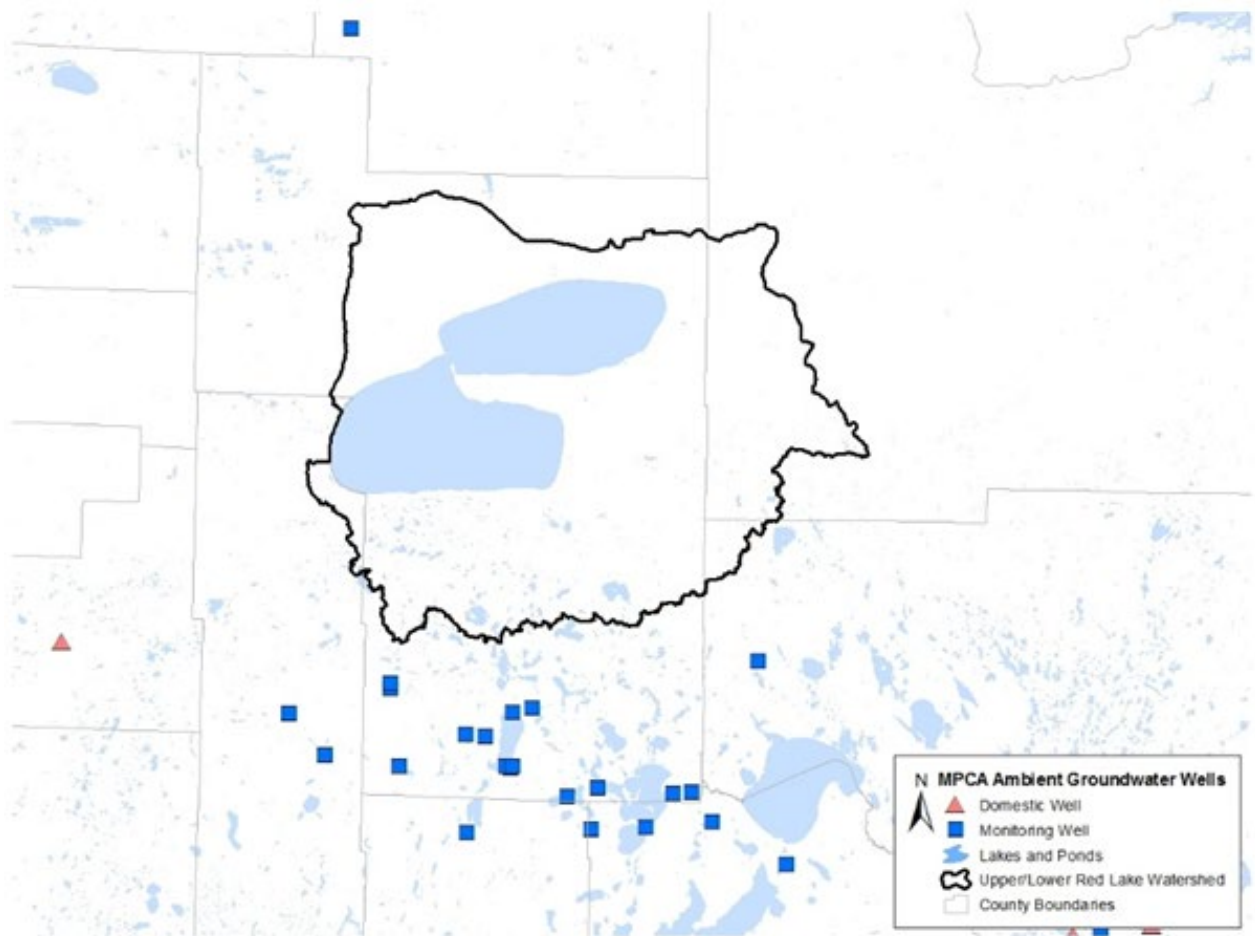 N MPCA Ambient Groundwater Wells
Domestic Well
Monitoring Well
Lakes and Ponds
Upper/Lower Red Lake Watershed
County Boundaries